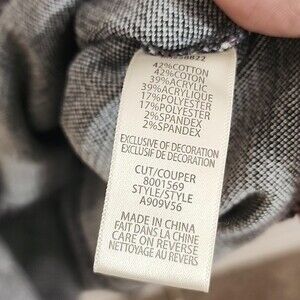 42%COTTON
42%COTON
39%ACRYLIC
39%ACRYLIQUE
17%POLYESTER
17%POLYESTER
2%SPANDEX
2%SPANDEX
EXCLUSIVE OF DECORATION
EXCLUSIF DE DECORATION
CUT/COUPER
8001569
STYLE/STYLE
A909V56
MADE IN CHINA
FAIT DANS LA CHINE
CARE ON REVERSE
NETTOYAGE AU REVERS